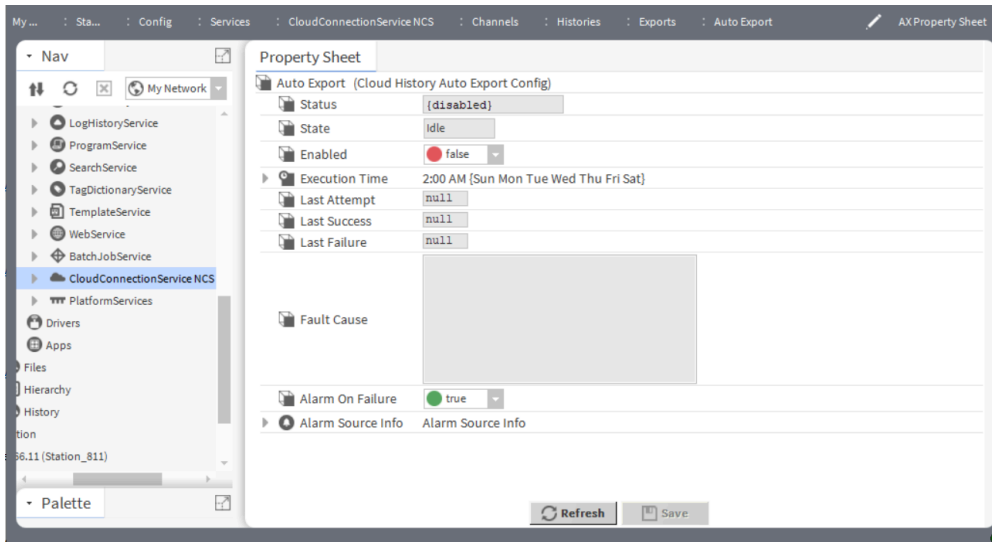 My ... : Sta... : Config : Services : CloudConnectionService NCS : Channels : Histories : Exports : Auto Export AX Property Sheet
Nav
My Network
LogHistoryService
ProgramService
SearchService
TagDictionaryService
TemplateService
WebService
BatchJobService
CloudConnectionService NCS
PlatformServices
Drivers
Apps
Files
Hierarchy
History
tion
66.11 (Station_811)
Palette
Property Sheet
Auto Export (Cloud History Auto Export Config)
Status {disabled}
State Idle
Enabled false
Execution Time 2:00 AM {Sun Mon Tue Wed Thu Fri Sat}
Last Attempt null
Last Success null
Last Failure null
Fault Cause
Alarm On Failure true
Alarm Source Info Alarm Source Info
Refresh Save